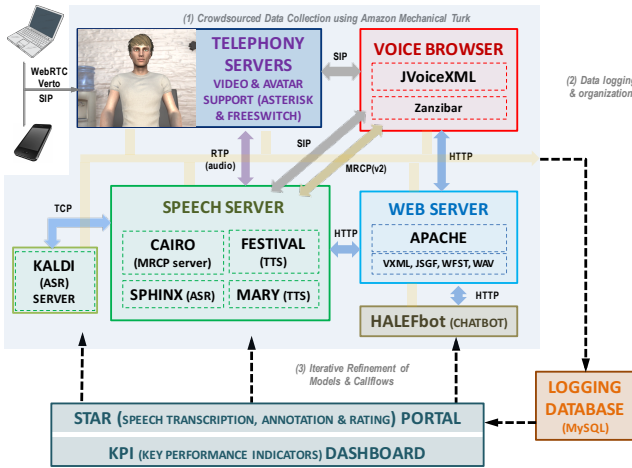 (1) Crowdsourced Data Collection using Amazon Mechanical Turk
WebRTC
Verto
SIP
TELEPHONY
SERVERS
VIDEO & AVATAR
SUPPORT (ASTERISK
& FREESWITCH)
SIP
VOICE BROWSER
JVoiceXML
Zanzibar
(2) Data logging
& organization
RTP
(audio)
SIP
MRCP(v2)
HTTP
TCP
SPEECH SERVER
CAIRO
(MRCP server)
FESTIVAL
(TTS)
SPHINX (ASR)
MARY (TTS)
HTTP
WEB SERVER
APACHE
VXML, JSGF, WFST, WAV
HTTP
KALDI
(ASR)
SERVER
HALEFbot (CHATBOT)
(3) Iterative Refinement of
Models & Callflows
LOGGING
DATABASE
(MySQL)
STAR (SPEECH TRANSCRIPTION, ANNOTATION & RATING) PORTAL
KPI (KEY PERFORMANCE INDICATORS) DASHBOARD